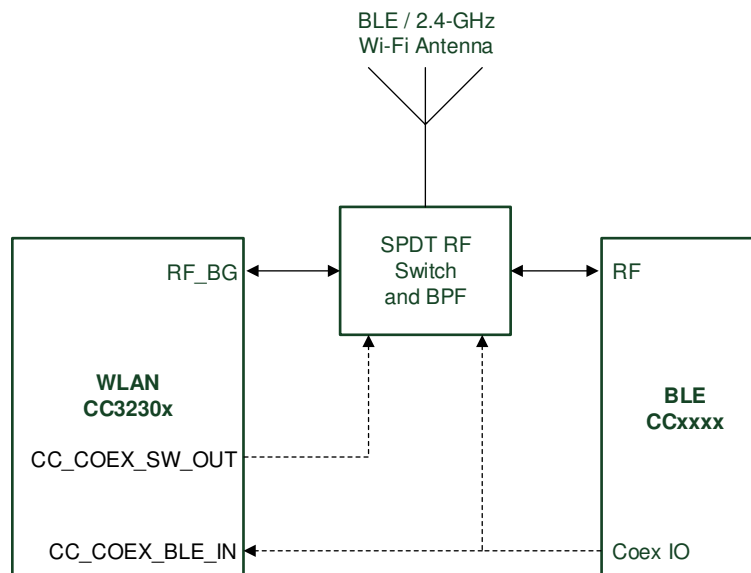 BLE / 2.4-GHz
Wi-Fi Antenna
SPDT RF
Switch
and BPF
RF_BG
RF
WLAN
CC3230x
BLE
CCxxxx
CC_COEX_SW_OUT
CC_COEX_BLE_IN
Coex IO